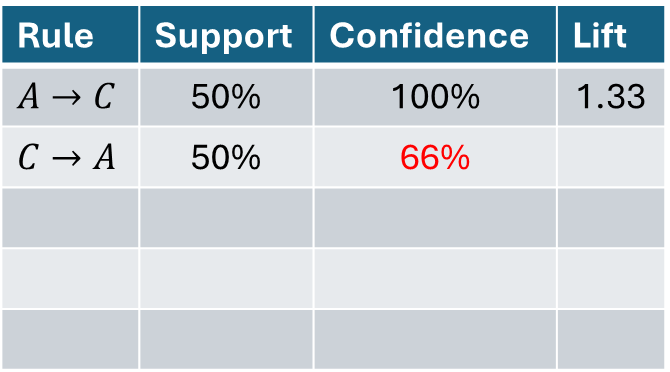 Rule Support Confidence Lift
A → C 50% 100% 1.33
C → A 50% 66%